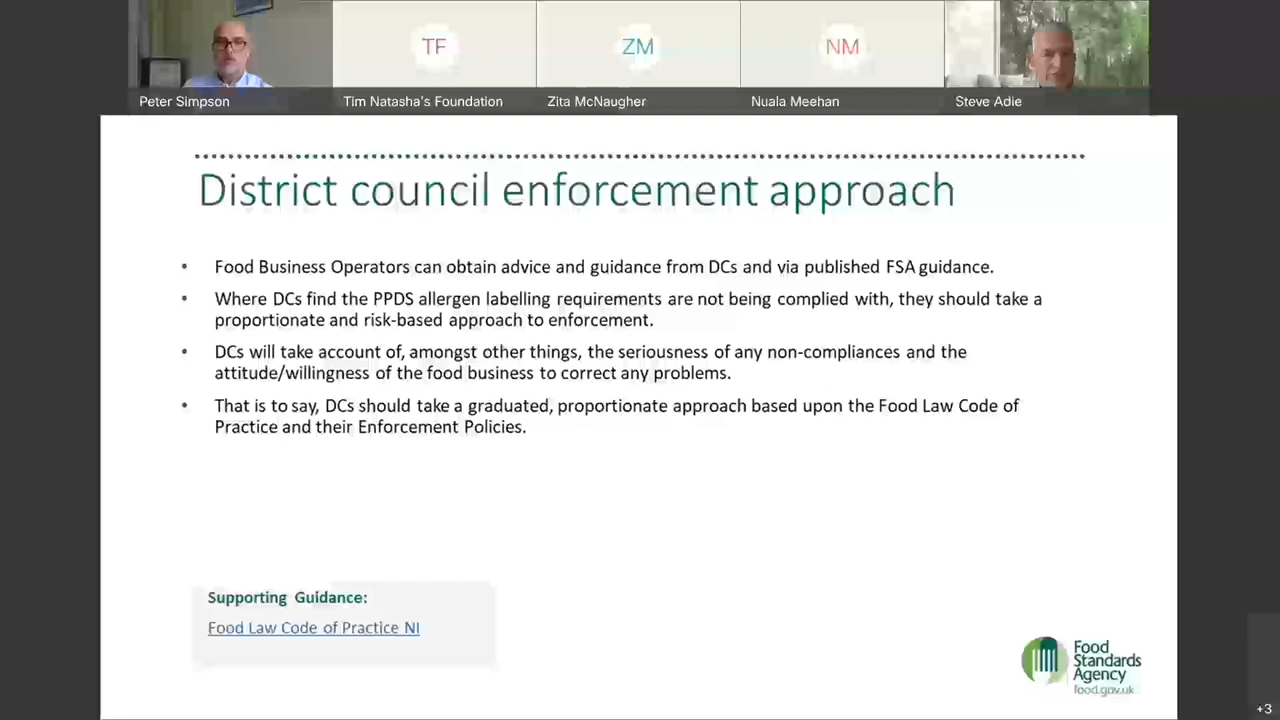 TF
ZM
NM
Peter Simpson
Tim Natasha's Foundation
Zita McNaugher
Nuala Meehan
Steve Adie
District council enforcement approach
• Food Business Operators can obtain advice and guidance from DCs and via published FSA guidance.
• Where DCs find the PPDS allergen labelling requirements are not being complied with, they should take a
proportionate and risk-based approach to enforcement.
• DCs will take account of, amongst other things, the seriousness of any non-compliances and the
attitude/willingness of the food business to correct any problems.
• That is to say, DCs should take a graduated, proportionate approach based upon the Food Law Code of
Practice and their Enforcement Policies.
Supporting Guidance:
Food Law Code of Practice NI
Food
Standards
Agency
food.gov.uk
+3